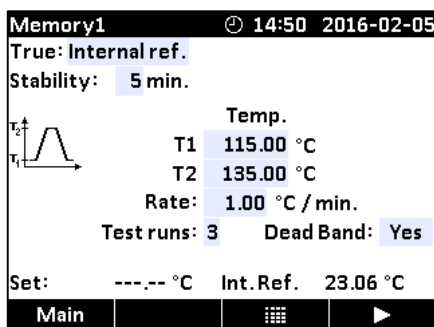 Memory1 14:50 2016-02-05
True: Internal ref.
Stability: 5 min.
Temp.
T2
T1
T1 115.00 °C
T2 135.00 °C
Rate: 1.00 °C / min.
Test runs: 3 Dead Band: Yes
Set: ---.-- °C Int. Ref. 23.06 °C
Main